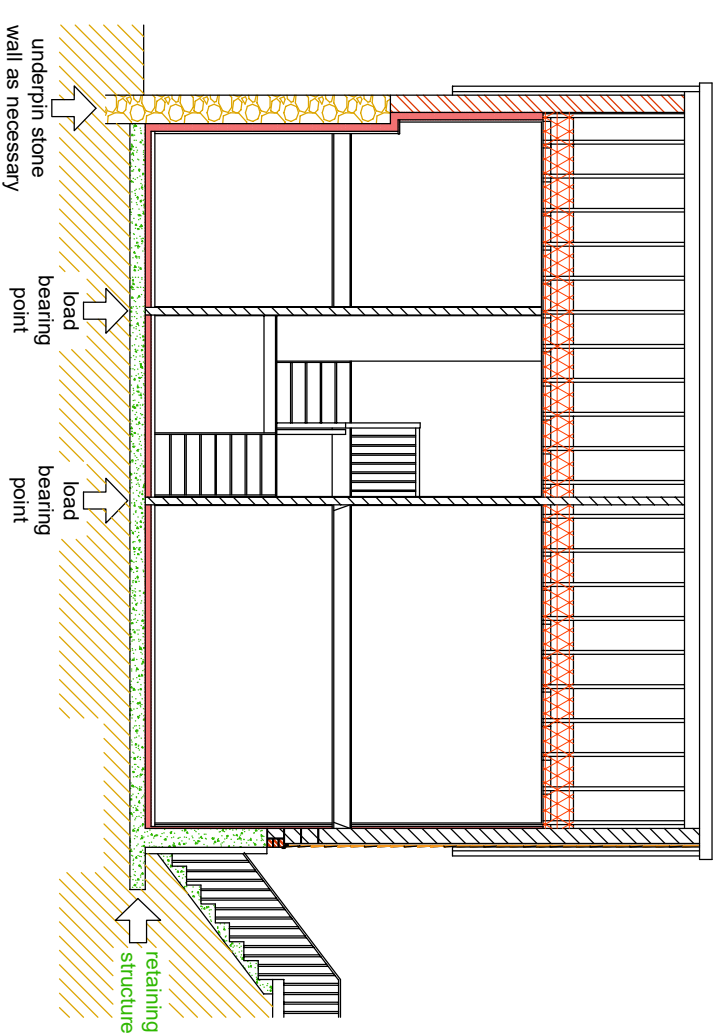 underpin stone
wall as necessary
load
bearing
point
load
bearing
point
retaining
structure